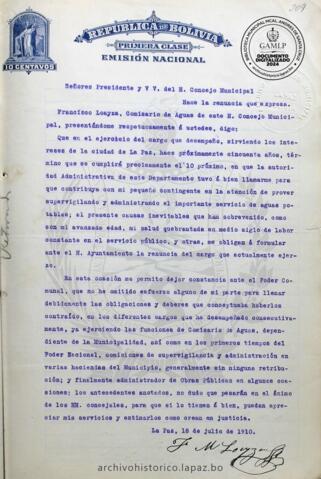 REPUBLICA DE BOLIVIA
PRIMERA CLASE
EMISIÓN NACIONAL
10 CENTAVOS
GAMLP
DOCUMENTO
DIGITALIZADO
2024
Señores Presidente y V V. del H. Concejo Municipal
Hace la renuncia que expresa.
Francisco Loayza, Comisario de Aguas de este H. Concejo Munici-
pal, presentándome respetuosamente á ustedes, digo:
Que en el ejercicio del cargo que desempeño, sirviendo los inte-
reses de la ciudad de La Paz, hace próximamente cincuenta años, tér-
mino que se cumplirá precisamente el 10 próximo, en que la autorida
Administrativa de este Departamento tuvo á bien llamarme para
que contribuya con mi pequeño contingente en la atención de prover
supervigilando y administrando el importante servicio de aguas po-
tables; el presente causas inevitables que han sobrevenido, como
son mi avanzada edad, mi salud quebrantada en medio siglo de labor
constante en el servicio público, y otras, me obligan á formular
ante el H. Ayuntamiento la renuncia del cargo que actualmente ejer-
zo.
En esta ocasión me permito dejar constancia ante el Poder Co-
munal, que no he omitido esfuerzo alguno de mi parte para llenar
debidamente las obligaciones y deberes que conceptuaba haberlos
contraido, en los diferentes cargos que he desempeñado consecutiva-
mente, ya ejerciendo las funciones de Comisario de Aguas, depen-
diente de la Municipalidad, así como en los primeros tiempos del
Poder Nacional, comisiones de supervigilancia y administración en
varias haciendas del Municipio, generalmente sin ninguna retribu-
ción; y finalmente administrador de Obras Públicas en algunas oca-
siones; los antecedentes anotados, no dudo que pesarán en el ánimo
de los HH. concejales, para que si lo tienen á bien, puedan apre-
ciar mis servicios y estimarlos como crean en justicia.
La Paz, 18 de julio de 1910.
archivohistorico.lapaz.bo